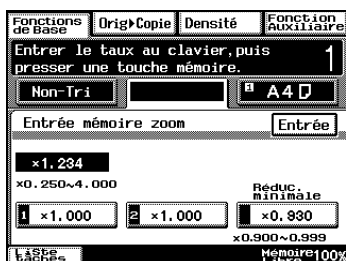 Fonctions de Base
Orig▸Copie
Densité
Fonction Auxiliaire
Entrer le taux au clavier,puis
presser une touche mémoire.
1
Non-Tri
1 A4
Entrée mémoire zoom
Entrée
×1.234
×0.250~4.000
Réduc. minimale
1 ×1.000
2 ×1.000
×0.930
×0.900~0.999
Liste tâches
Mémoire Libre 100%